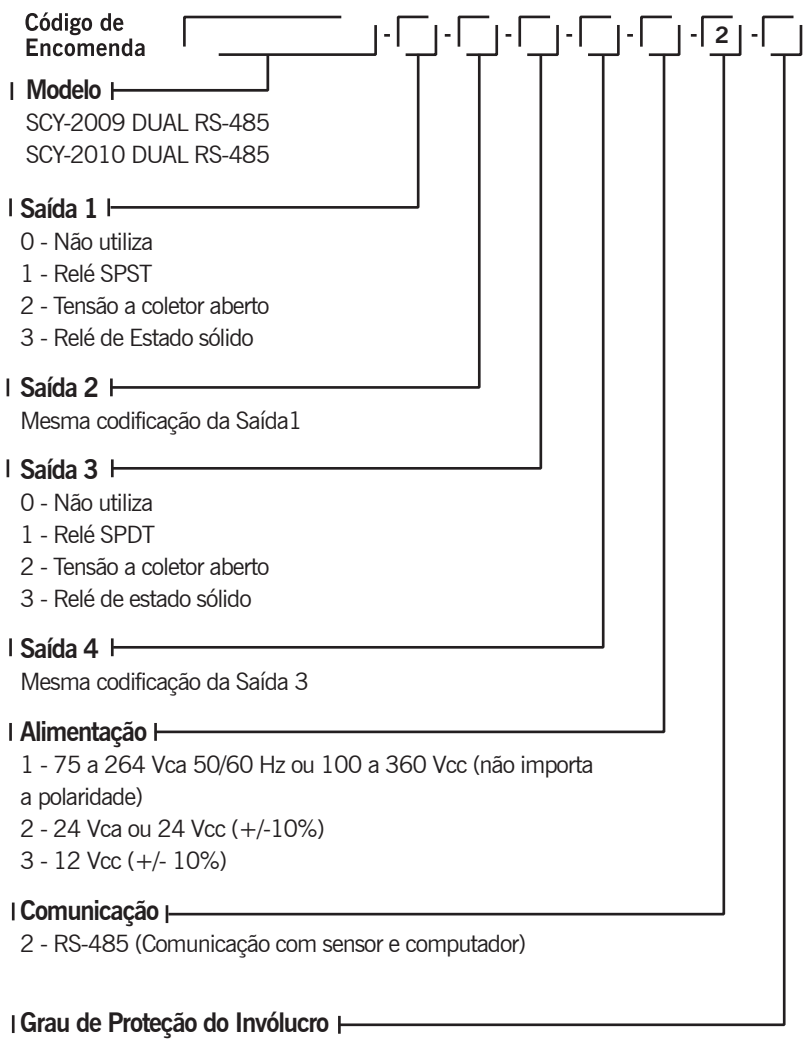 Código de
Encomenda
- - - - - - 2 -
Modelo
SCY-2009 DUAL RS-485
SCY-2010 DUAL RS-485
Saída 1
0 - Não utiliza
1 - Relé SPST
2 - Tensão a coletor aberto
3 - Relé de Estado sólido
Saída 2
Mesma codificação da Saída1
Saída 3
0 - Não utiliza
1 - Relé SPDT
2 - Tensão a coletor aberto
3 - Relé de estado sólido
Saída 4
Mesma codificação da Saída 3
Alimentação
1 - 75 a 264 Vca 50/60 Hz ou 100 a 360 Vcc (não importa
a polaridade)
2 - 24 Vca ou 24 Vcc (+/-10%)
3 - 12 Vcc (+/- 10%)
Comunicação
2 - RS-485 (Comunicação com sensor e computador)
Grau de Proteção do Invólucro